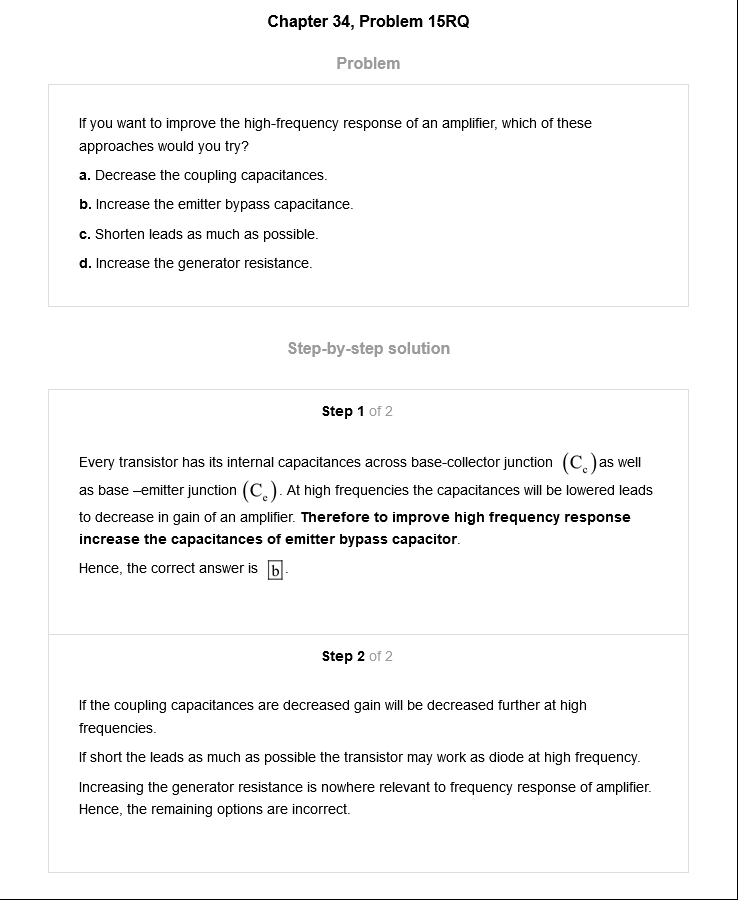 Chapter 34, Problem 15RQ
Problem
If you want to improve the high-frequency response of an amplifier, which of these
approaches would you try?
a. Decrease the coupling capacitances.
b. Increase the emitter bypass capacitance.
c. Shorten leads as much as possible.
d. Increase the generator resistance.
Step-by-step solution
Step 1 of 2
Every transistor has its internal capacitances across base-collector junction (Cc) as well
as base –emitter junction (Ce). At high frequencies the capacitances will be lowered leads
to decrease in gain of an amplifier. Therefore to improve high frequency response
increase the capacitances of emitter bypass capacitor.
Hence, the correct answer is b.
Step 2 of 2
If the coupling capacitances are decreased gain will be decreased further at high
frequencies.
If short the leads as much as possible the transistor may work as diode at high frequency.
Increasing the generator resistance is nowhere relevant to frequency response of amplifier.
Hence, the remaining options are incorrect.